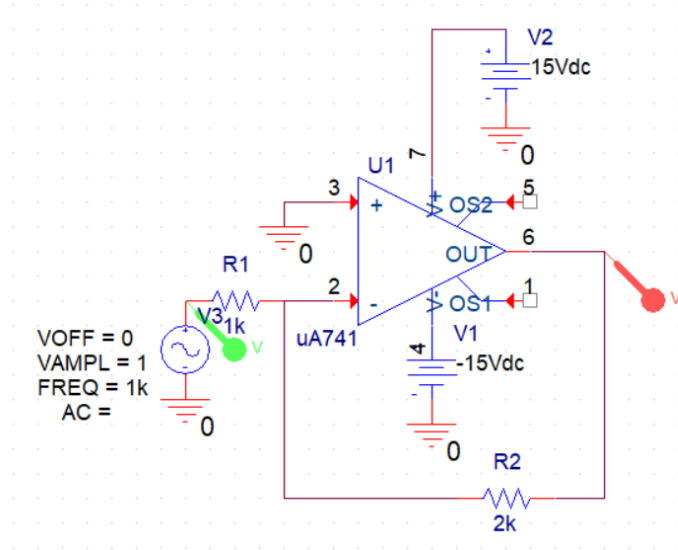 V2
15Vdc
+
-
0
7
U1
3
+
V+
OS2
5
0
OUT
6
R1
2
-
V-
OS1
1
V3
1k
uA741
V1
V
V
VOFF = 0
VAMPL = 1
FREQ = 1k
AC =
+
-
0
4
-15Vdc
-
0
R2
2k